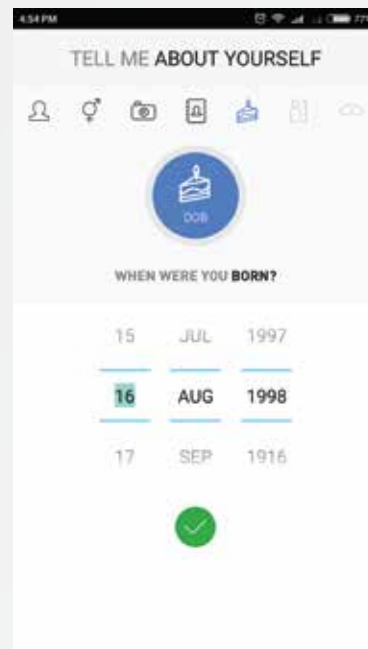 4:54 PM 77%
TELL ME ABOUT YOURSELF
DOB
WHEN WERE YOU BORN?
15 JUL 1997
16 AUG 1998
17 SEP 1916